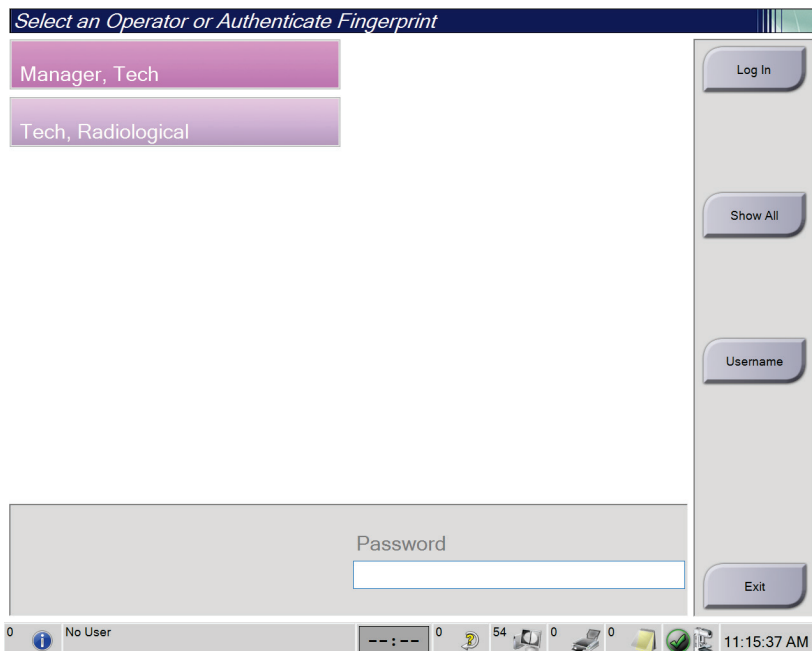 Select an Operator or Authenticate Fingerprint
Manager, Tech
Tech, Radiological
Log In
Show All
Username
Password
Exit
0 No User --:-- 0 54 0 0 11:15:37 AM